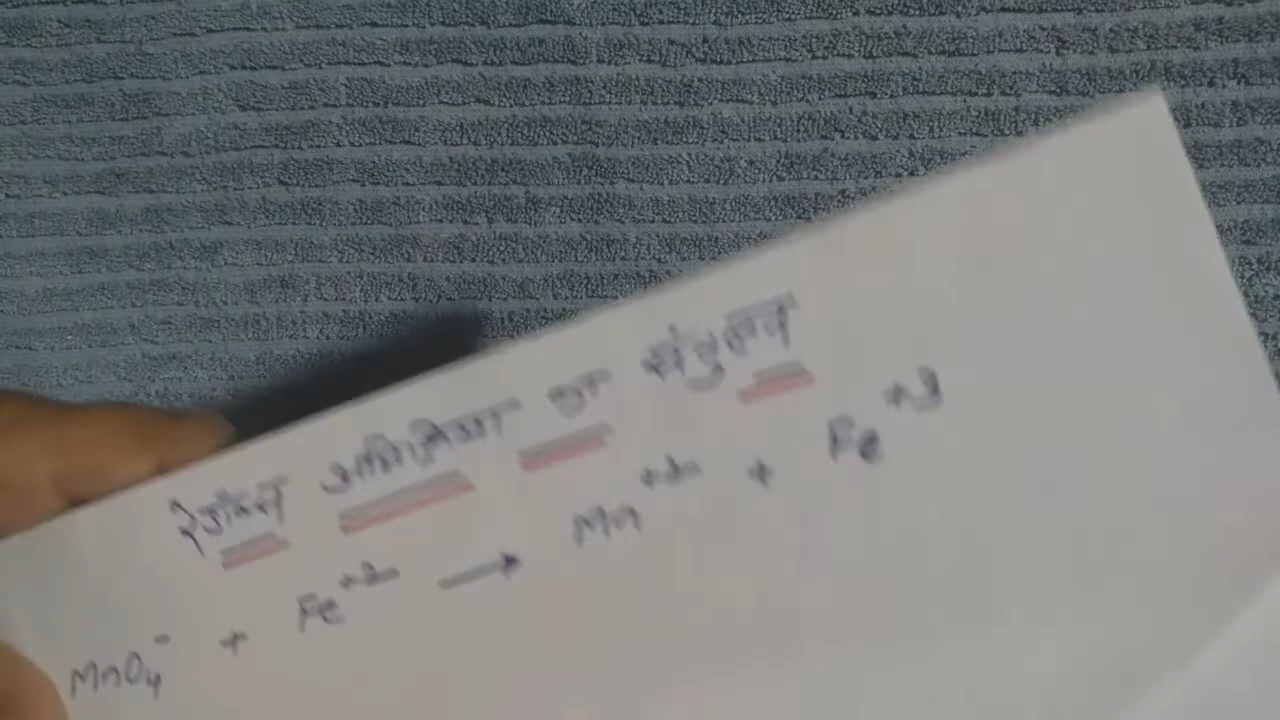 रेडॉक्स अभिक्रिया का संतुलन
MnO₄⁻ + Fe⁺² ⟶ Mn⁺² + Fe⁺³